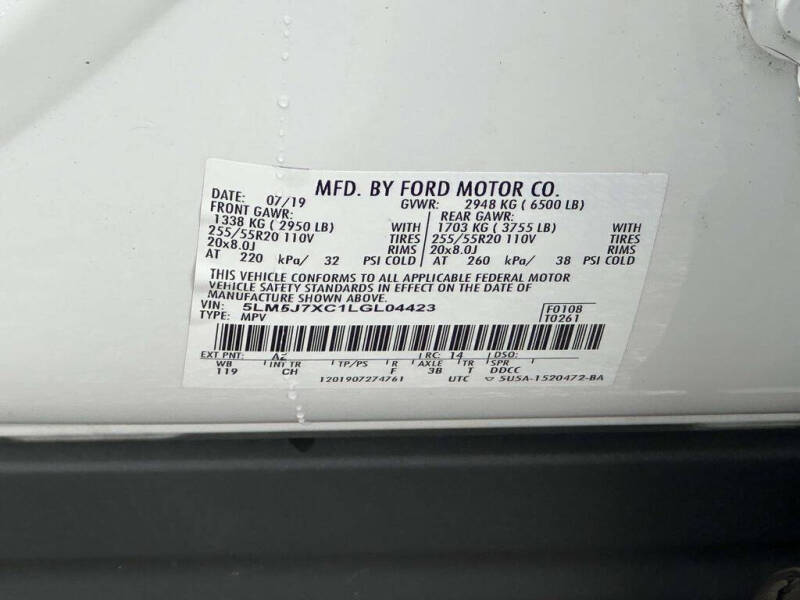 MFD. BY FORD MOTOR CO.
DATE: 07/19 GVWR: 2948 KG ( 6500 LB)
FRONT GAWR: REAR GAWR:
1338 KG ( 2950 LB) WITH 1703 KG ( 3755 LB) WITH
255/55R20 110V TIRES 255/55R20 110V TIRES
20x8.0J RIMS 20x8.0J RIMS
AT 220 kPa/ 32 PSI COLD AT 260 kPa/ 38 PSI COLD
THIS VEHICLE CONFORMS TO ALL APPLICABLE FEDERAL MOTOR
VEHICLE SAFETY STANDARDS IN EFFECT ON THE DATE OF
MANUFACTURE SHOWN ABOVE.
VIN: 5LM5J7XC1LGL04423 F0108
TYPE: MPV T0261
EXT PNT: AZ RC: 14 DSO:
WB INT TR TP/PS R AXLE TR SPR
119 CH F 3B T DDCC
1201907274761 UTC 5U5A-1520472-BA